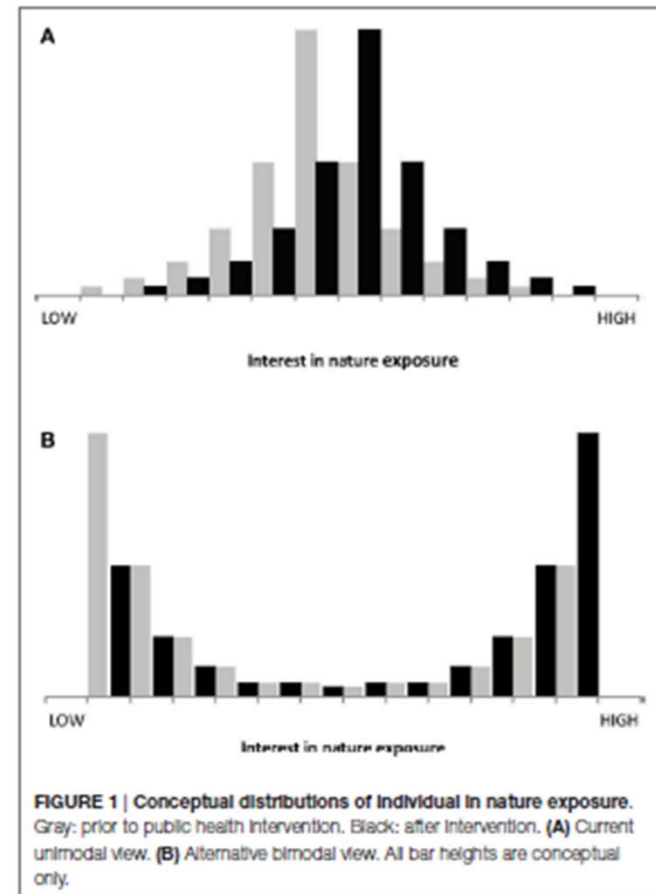 A
LOW HIGH
Interest in nature exposure
B
LOW HIGH
Interest in nature exposure
FIGURE 1 | Conceptual distributions of individual in nature exposure.
Gray: prior to public health intervention. Black: after intervention. (A) Current
unimodal view. (B) Alternative bimodal view. All bar heights are conceptual
only.